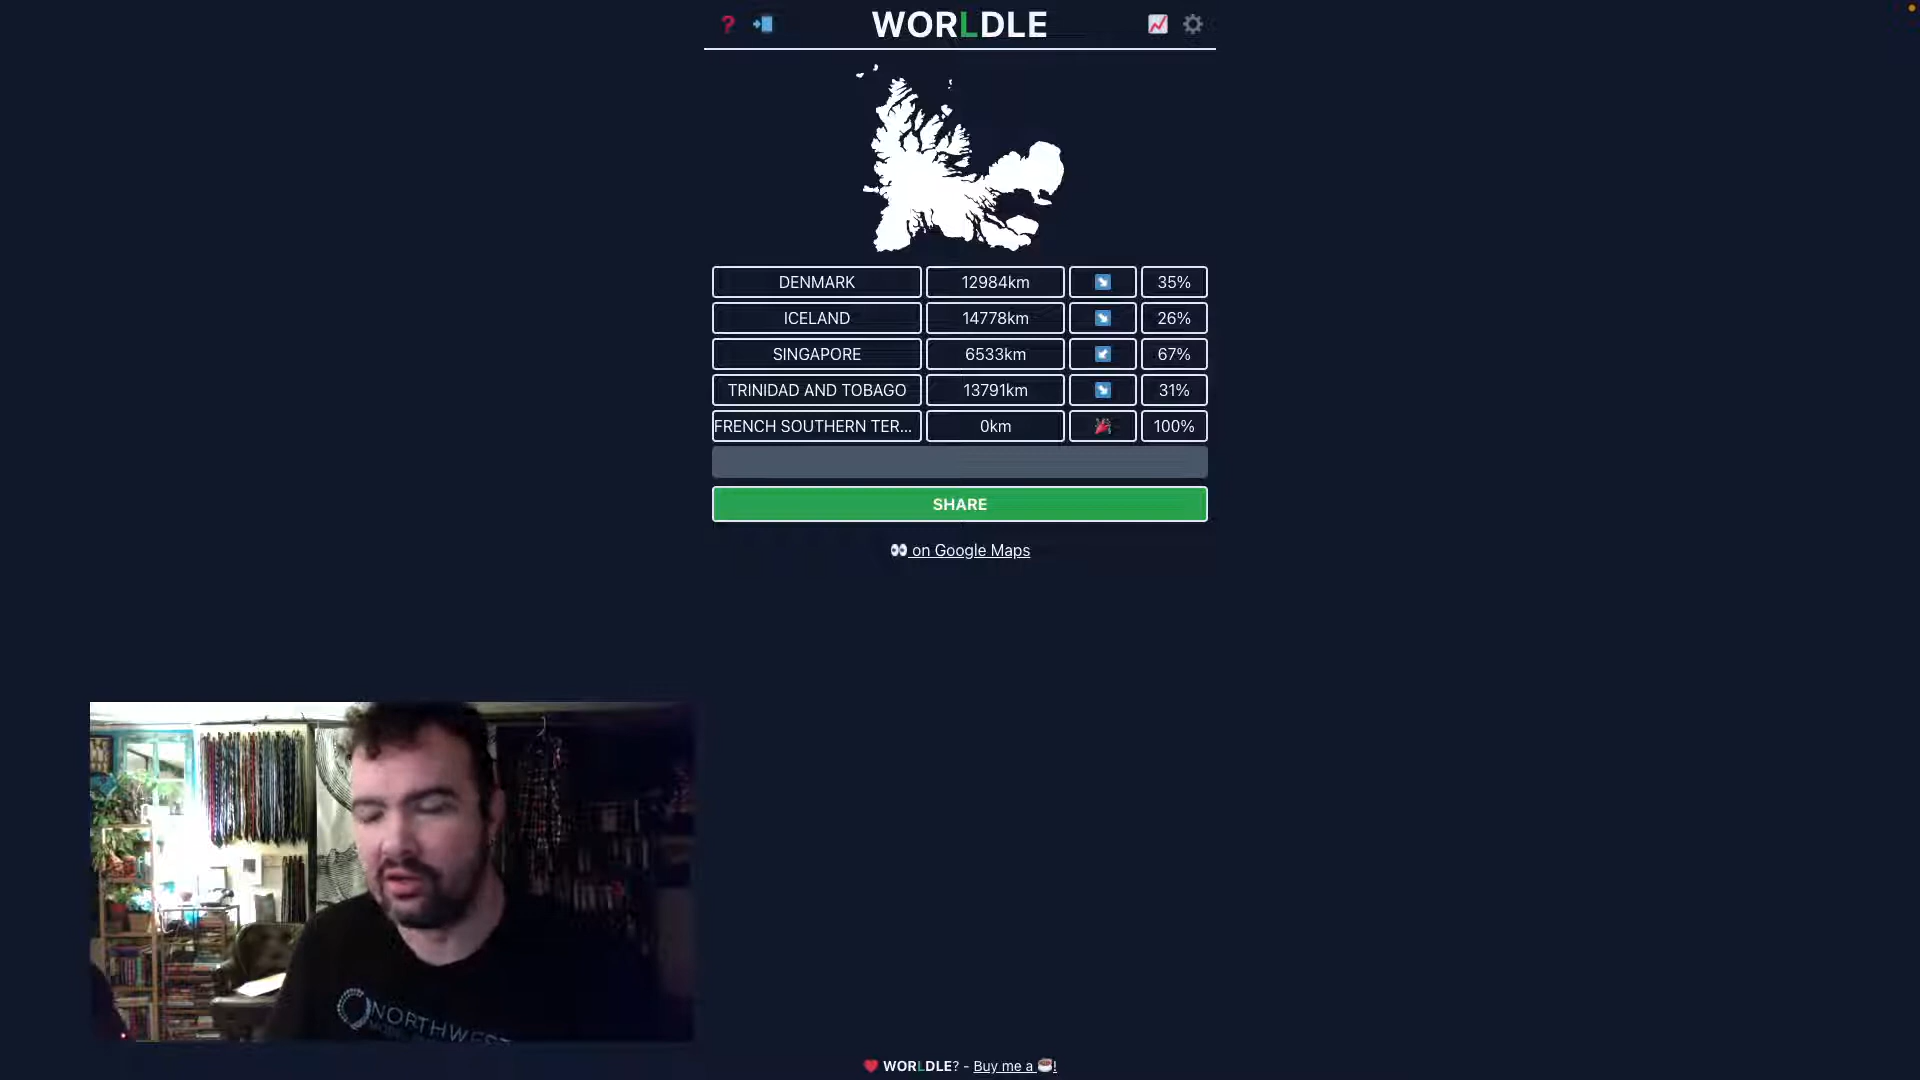 ❓ WORLDLE
DENMARK 12984km 35%
ICELAND 14778km 26%
SINGAPORE 6533km 67%
TRINIDAD AND TOBAGO 13791km 31%
FRENCH SOUTHERN TER... 0km 100%
SHARE
on Google Maps
NORTHWEST
WORLDLE? - Buy me a ☕!